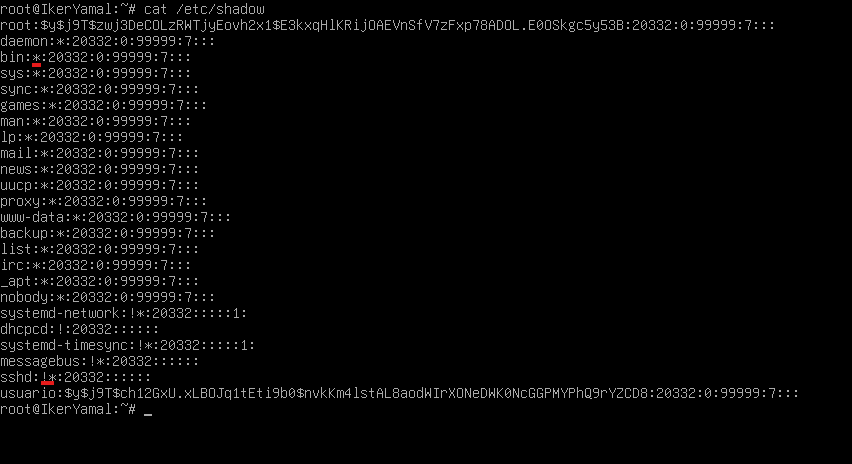 root@IkerYamal:~# cat /etc/shadow
root:$y$j9T$zwj3DeCOLzRWTjyEovh2x1$E3kxqHlKRijOAEVnSfV7zFxp78ADOL.E0OSkgc5y53B:20332:0:99999:7:::
daemon:*:20332:0:99999:7:::
bin:*:20332:0:99999:7:::
sys:*:20332:0:99999:7:::
sync:*:20332:0:99999:7:::
games:*:20332:0:99999:7:::
man:*:20332:0:99999:7:::
lp:*:20332:0:99999:7:::
mail:*:20332:0:99999:7:::
news:*:20332:0:99999:7:::
uucp:*:20332:0:99999:7:::
proxy:*:20332:0:99999:7:::
www-data:*:20332:0:99999:7:::
backup:*:20332:0:99999:7:::
list:*:20332:0:99999:7:::
irc:*:20332:0:99999:7:::
_apt:*:20332:0:99999:7:::
nobody:*:20332:0:99999:7:::
systemd-network:!*:20332:::::1:
dhcpcd:!:20332::::::
systemd-timesync:!*:20332:::::1:
messagebus:!*:20332::::::
sshd:!*:20332::::::
usuario:$y$j9T$ch12GxU.xLBOJq1tEti9b0$nvkKm4lstAL8aodWIrXONeDWK0NcGGPMYPhQ9rYZCD8:20332:0:99999:7:::
root@IkerYamal:~# _